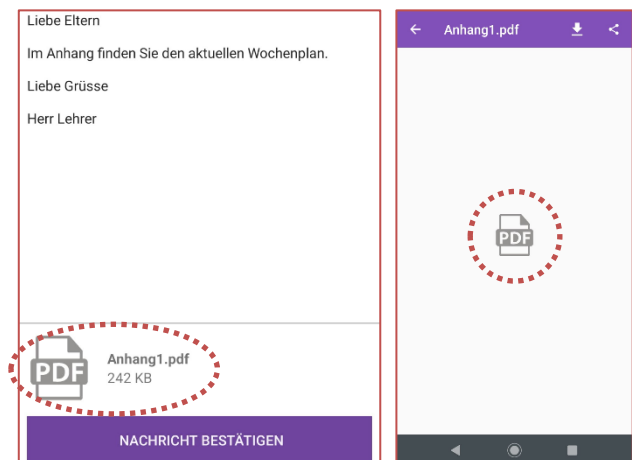 Liebe Eltern
Im Anhang finden Sie den aktuellen Wochenplan.
Liebe Grüsse
Herr Lehrer
PDF
Anhang1.pdf
242 KB
NACHRICHT BESTÄTIGEN
Anhang1.pdf
PDF